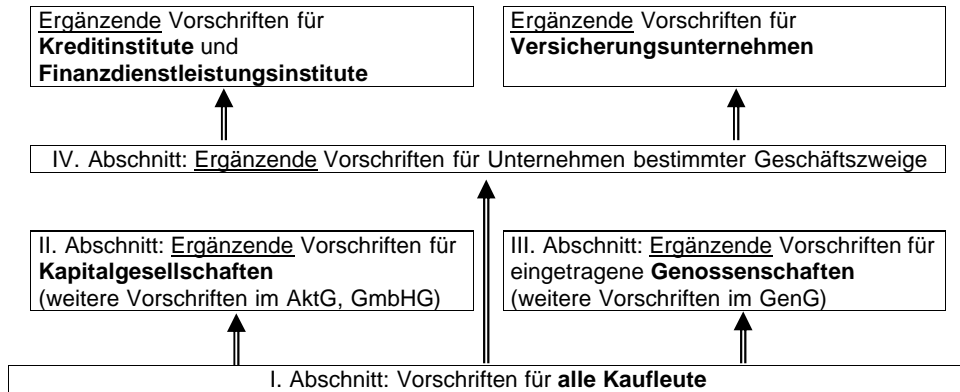 Ergänzende Vorschriften für
Kreditinstitute und
Finanzdienstleistungsinstitute
Ergänzende Vorschriften für
Versicherungsunternehmen
IV. Abschnitt: Ergänzende Vorschriften für Unternehmen bestimmter Geschäftszweige
II. Abschnitt: Ergänzende Vorschriften für
Kapitalgesellschaften
(weitere Vorschriften im AktG, GmbHG)
III. Abschnitt: Ergänzende Vorschriften für
eingetragene Genossenschaften
(weitere Vorschriften im GenG)
I. Abschnitt: Vorschriften für alle Kaufleute